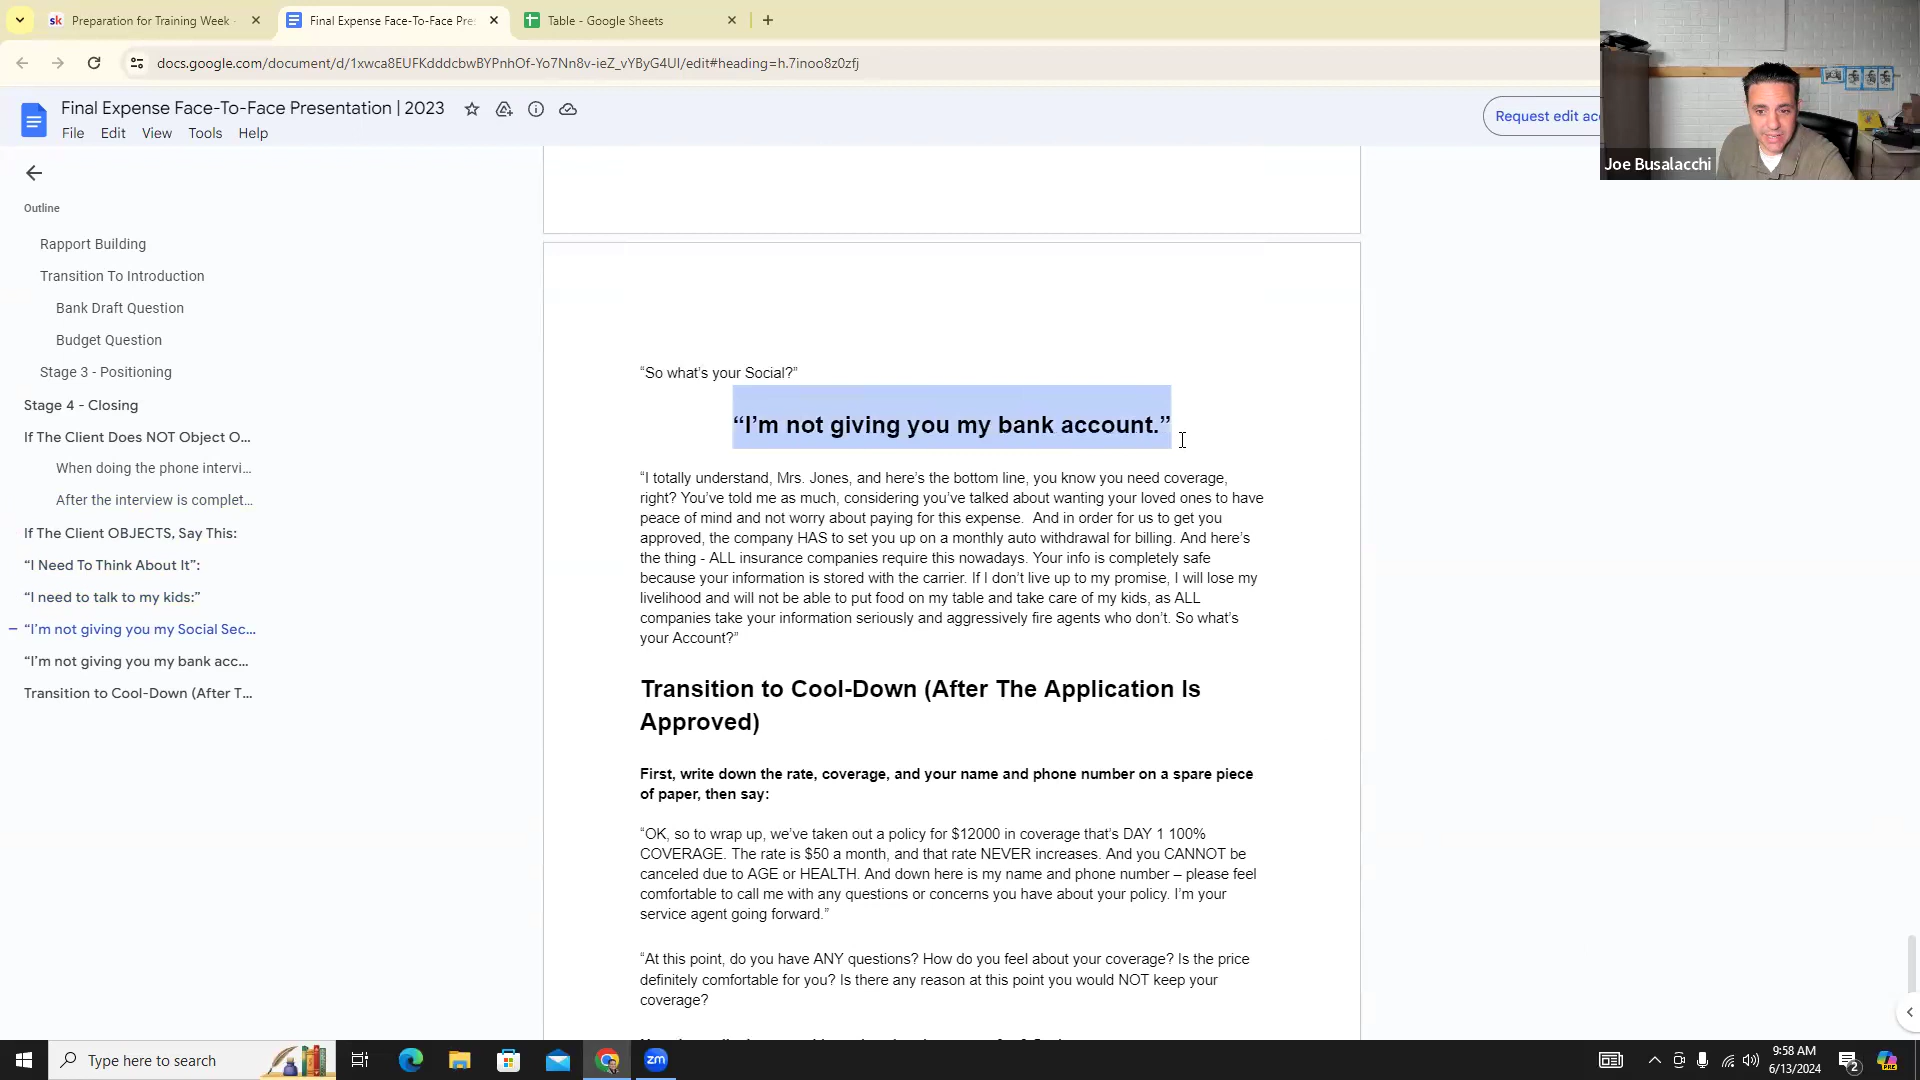 Preparation for Training Week
Final Expense Face-To-Face Pre
Table - Google Sheets
docs.google.com/document/d/1xwca8EUFKdddcbwBYPnhOf-Yo7Nn8v-ieZ_vYByG4UI/edit#heading=h.7inoo8z0zfj
Final Expense Face-To-Face Presentation | 2023
Request edit acc
File Edit View Tools Help
Joe Busalacchi
Outline
Rapport Building
Transition To Introduction
Bank Draft Question
Budget Question
Stage 3 - Positioning
Stage 4 - Closing
If The Client Does NOT Object O...
When doing the phone intervi...
After the interview is complet...
If The Client OBJECTS, Say This:
“I Need To Think About It”:
“I need to talk to my kids:”
“I’m not giving you my Social Sec...
“I’m not giving you my bank acc...
Transition to Cool-Down (After T...
“So what’s your Social?”
“I’m not giving you my bank account.”
“I totally understand, Mrs. Jones, and here’s the bottom line, you know you need coverage,
right? You’ve told me as much, considering you’ve talked about wanting your loved ones to have
peace of mind and not worry about paying for this expense. And in order for us to get you
approved, the company HAS to set you up on a monthly auto withdrawal for billing. And here’s
the thing - ALL insurance companies require this nowadays. Your info is completely safe
because your information is stored with the carrier. If I don’t live up to my promise, I will lose my
livelihood and will not be able to put food on my table and take care of my kids, as ALL
companies take your information seriously and aggressively fire agents who don’t. So what’s
your Account?”
Transition to Cool-Down (After The Application Is
Approved)
First, write down the rate, coverage, and your name and phone number on a spare piece
of paper, then say:
“OK, so to wrap up, we’ve taken out a policy for $12000 in coverage that’s DAY 1 100%
COVERAGE. The rate is $50 a month, and that rate NEVER increases. And you CANNOT be
canceled due to AGE or HEALTH. And down here is my name and phone number – please feel
comfortable to call me with any questions or concerns you have about your policy. I’m your
service agent going forward.”
“At this point, do you have ANY questions? How do you feel about your coverage? Is the price
definitely comfortable for you? Is there any reason at this point you would NOT keep your
coverage?
Type here to search
9:58 AM
6/13/2024